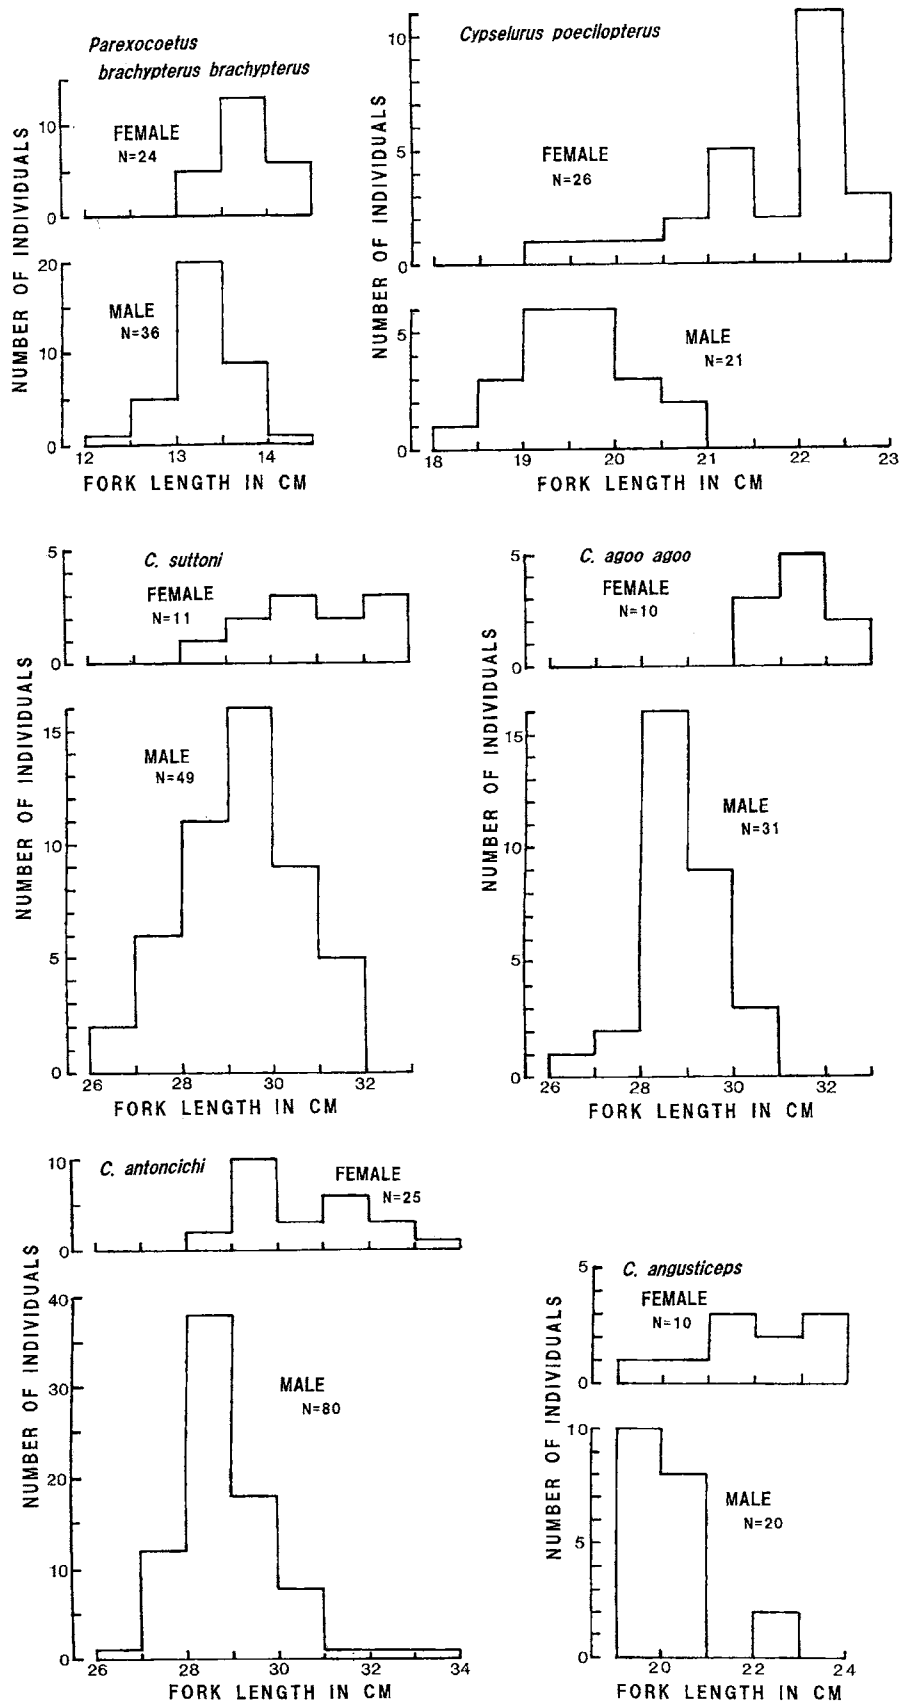 Parexocoetus
brachypterus brachypterus
NUMBER OF INDIVIDUALS
10
0
FEMALE
N=24
20
10
0
MALE
N=36
12 13 14
FORK LENGTH IN CM
Cypselurus poecilopterus
NUMBER OF INDIVIDUALS
10
5
0
FEMALE
N=26
5
0
MALE
N=21
18 19 20 21 22 23
FORK LENGTH IN CM
C. suttoni
NUMBER OF INDIVIDUALS
5
0
FEMALE
N=11
15
10
5
0
MALE
N=49
26 28 30 32
FORK LENGTH IN CM
C. agoo agoo
NUMBER OF INDIVIDUALS
5
0
FEMALE
N=10
15
10
5
0
MALE
N=31
26 28 30 32
FORK LENGTH IN CM
C. antoncichi
NUMBER OF INDIVIDUALS
10
0
FEMALE
N=25
40
30
20
10
0
MALE
N=80
26 28 30 32 34
FORK LENGTH IN CM
C. angusticeps
NUMBER OF INDIVIDUALS
5
0
FEMALE
N=10
10
5
0
MALE
N=20
20 22 24
FORK LENGTH IN CM